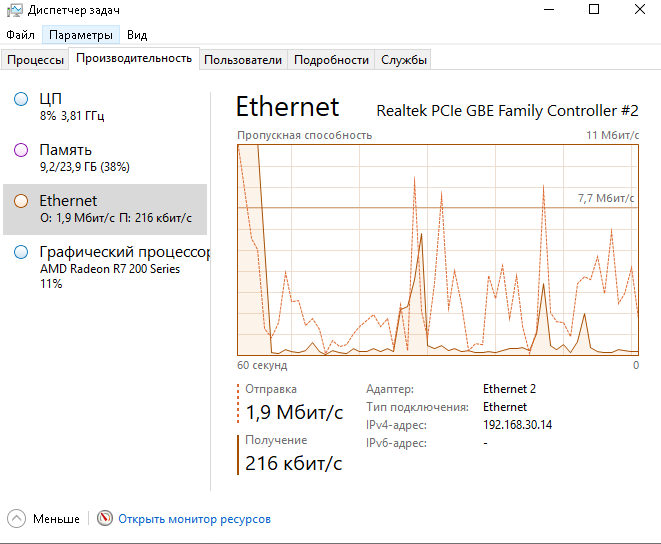 Диспетчер задач
Файл Параметры Вид
Процессы Производительность Пользователи Подробности Службы
ЦП
8% 3,81 ГГц
Память
9,2/23,9 ГБ (38%)
Ethernet
О: 1,9 Мбит/с П: 216 кбит/с
Графический процессор
AMD Radeon R7 200 Series
11%
Ethernet Realtek PCIe GBE Family Controller #2
Пропускная способность 11 Мбит/с
7,7 Мбит/с
60 секунд 0
Отправка
1,9 Мбит/с
Получение
216 кбит/с
Адаптер: Ethernet 2
Тип подключения: Ethernet
IPv4-адрес: 192.168.30.14
IPv6-адрес: -
Меньше Открыть монитор ресурсов